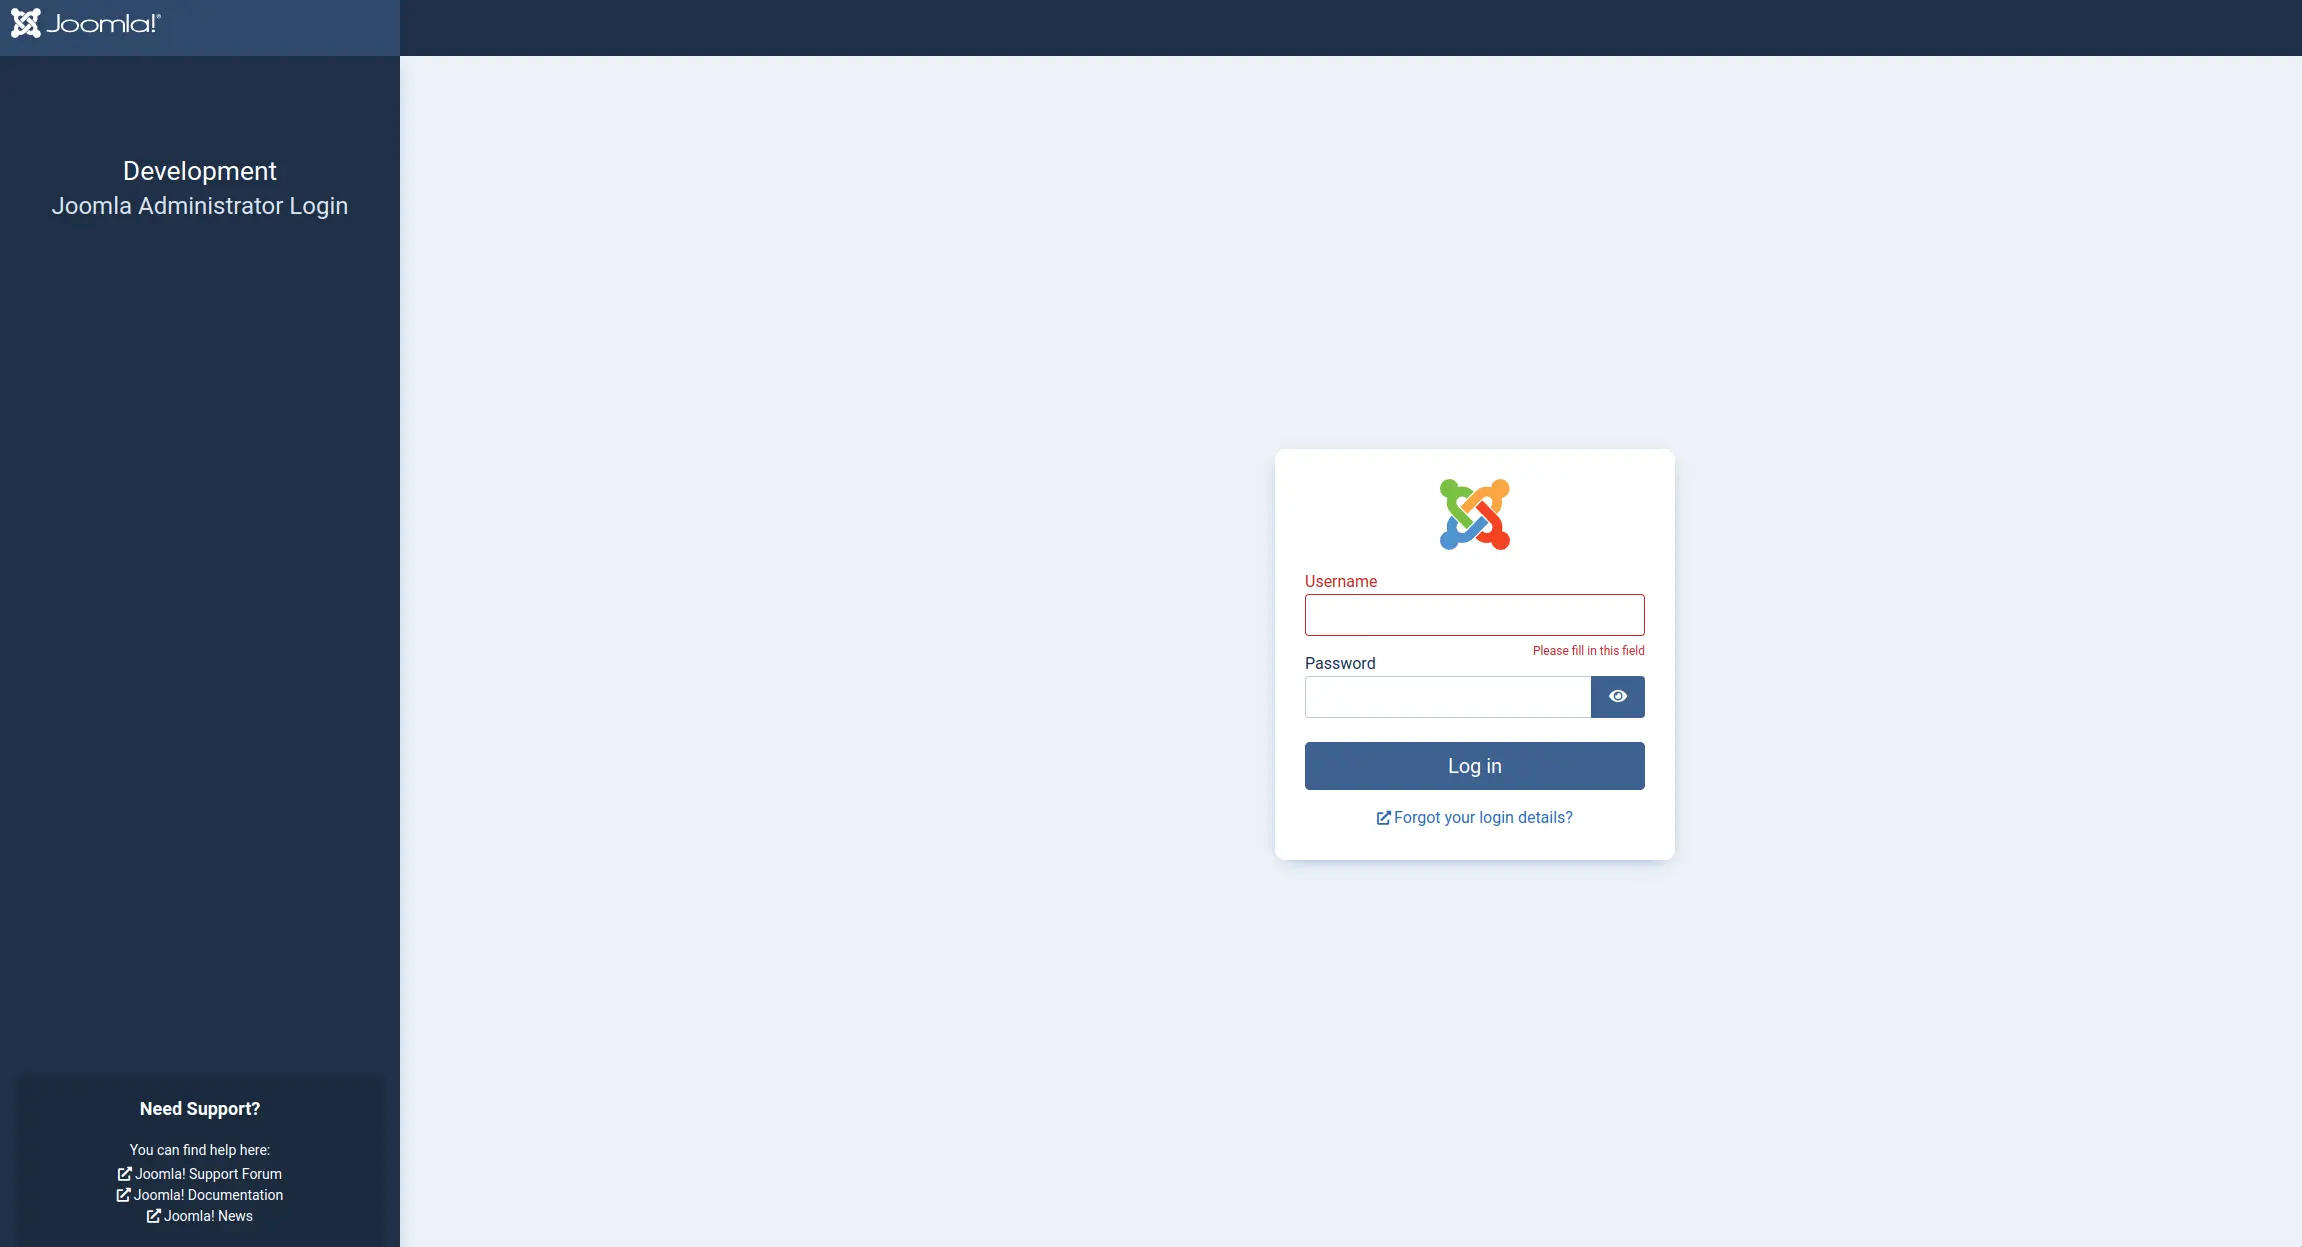 Joomla!®
Development
Joomla Administrator Login
Username
Please fill in this field
Password
Log in
Forgot your login details?
Need Support?
You can find help here:
Joomla! Support Forum
Joomla! Documentation
Joomla! News